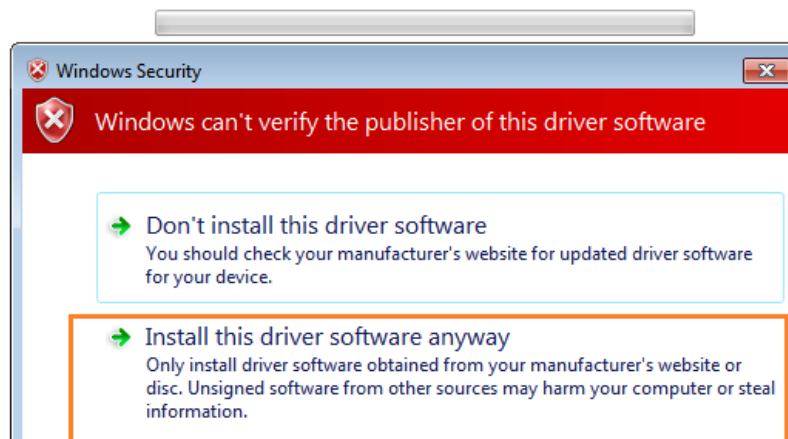 Windows Security
Windows can't verify the publisher of this driver software
Don't install this driver software
You should check your manufacturer's website for updated driver software
for your device.
Install this driver software anyway
Only install driver software obtained from your manufacturer's website or
disc. Unsigned software from other sources may harm your computer or steal
information.